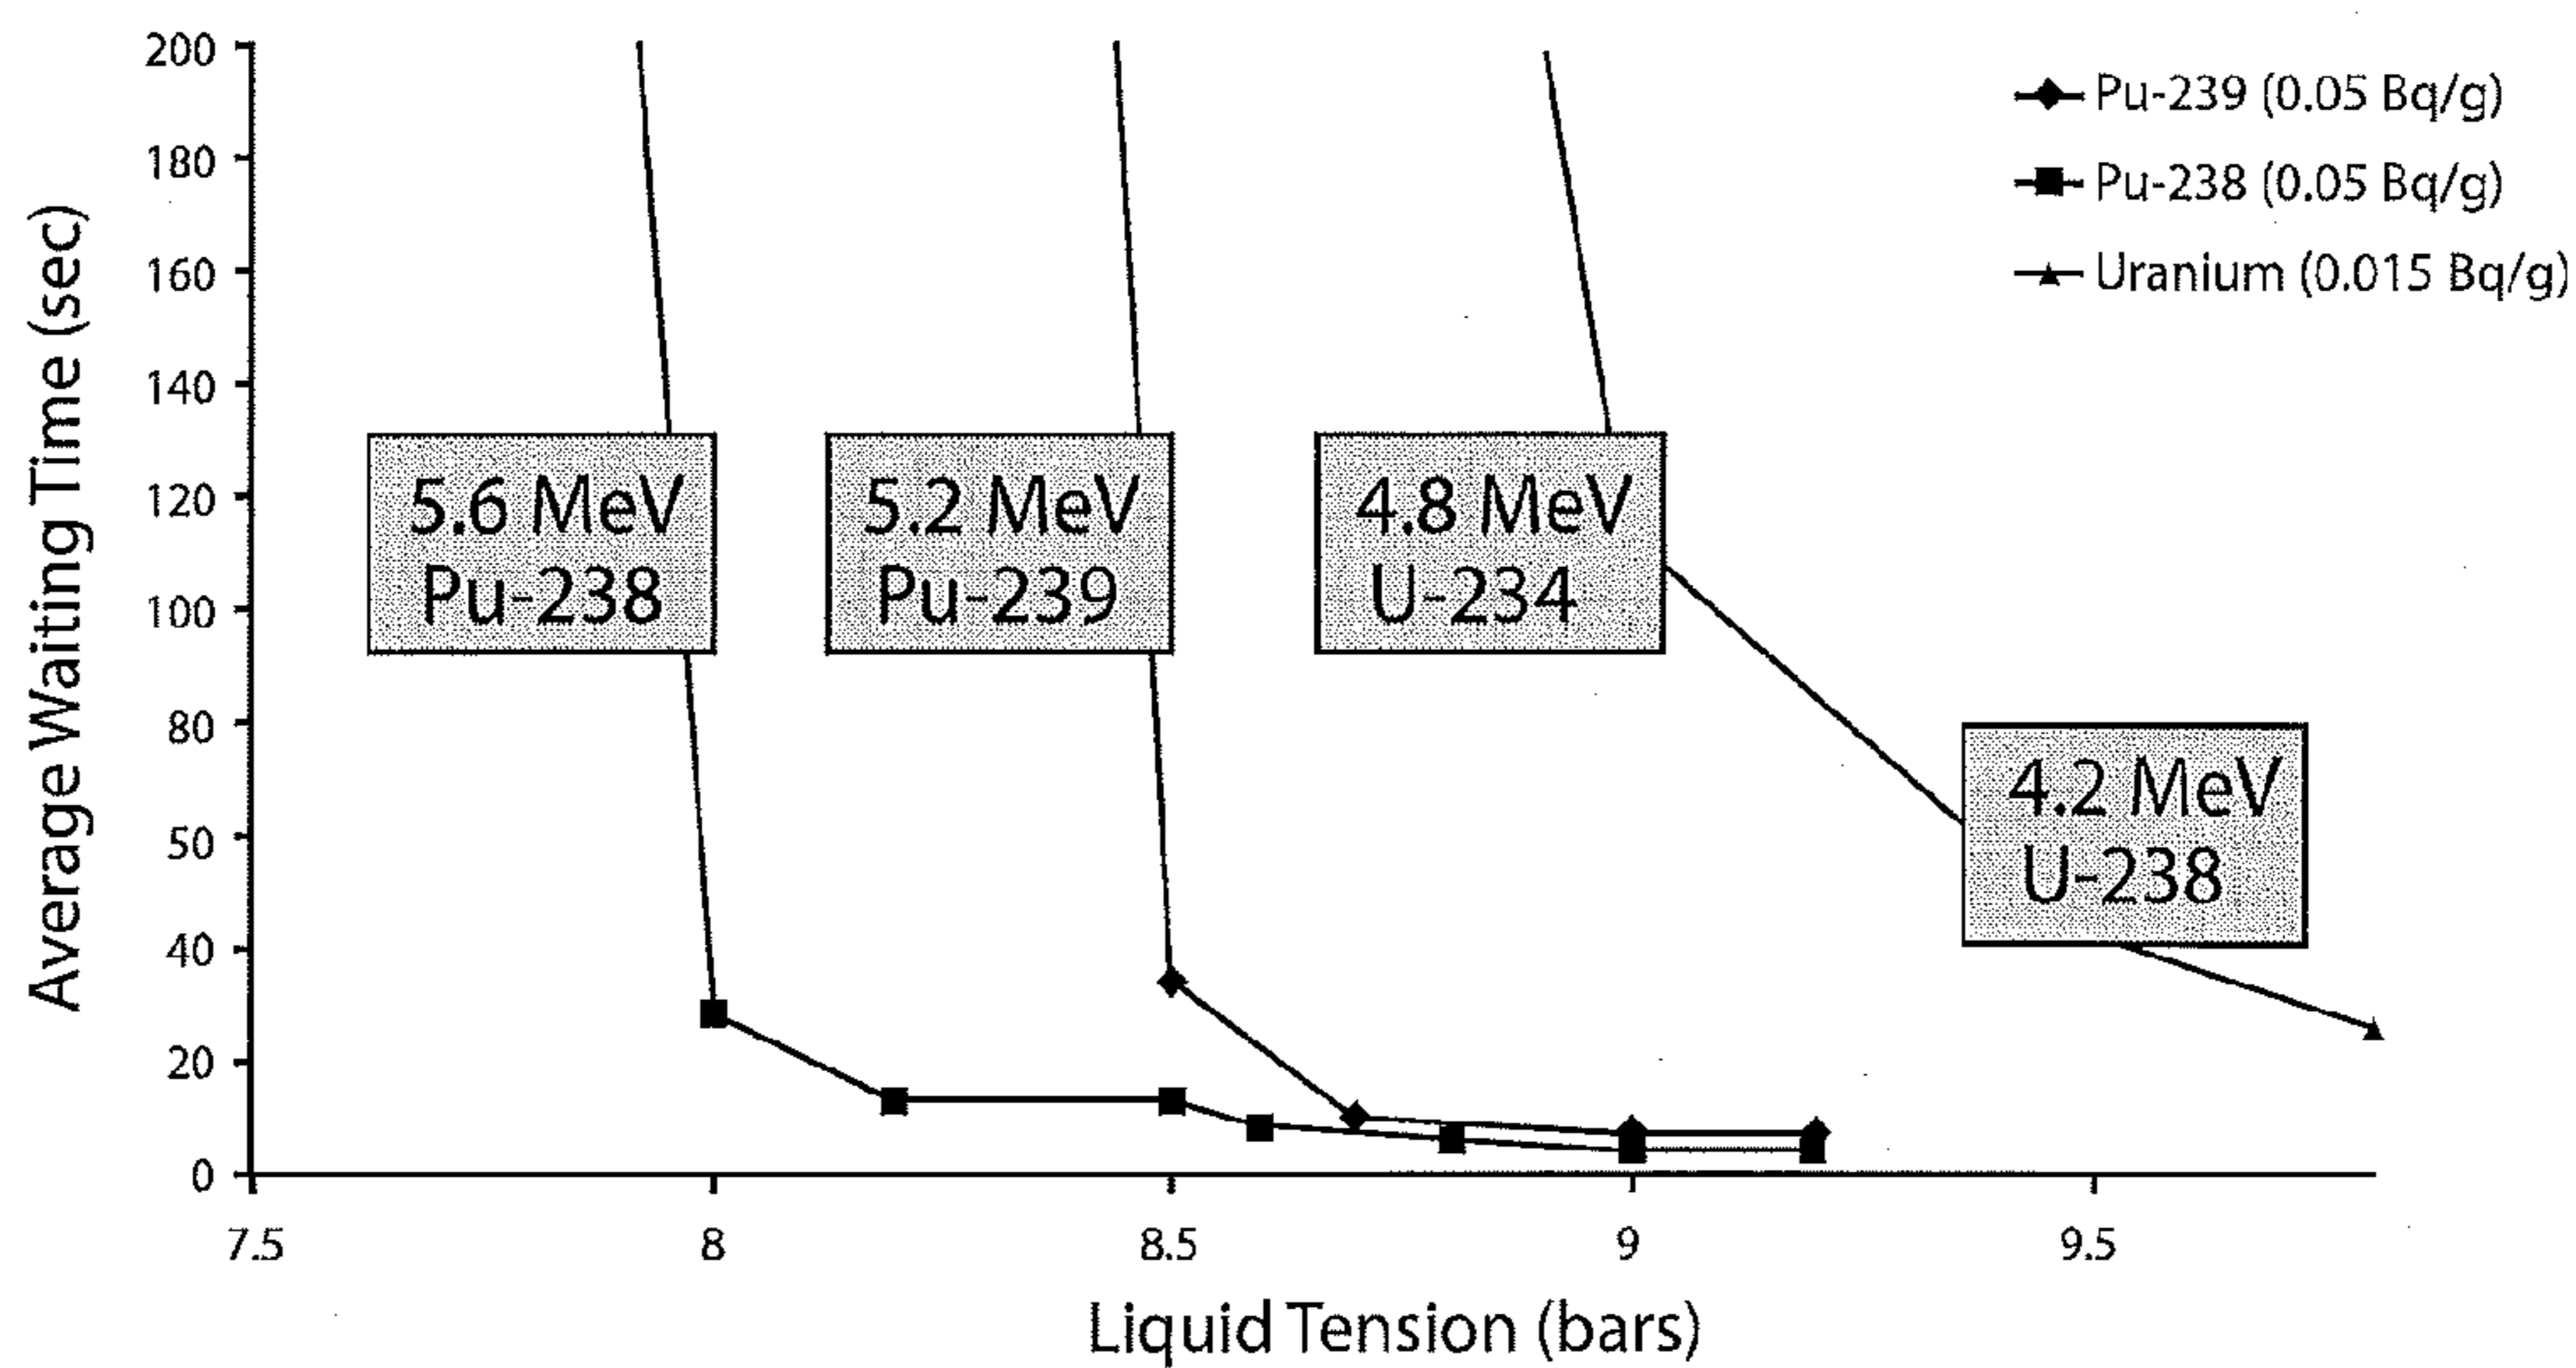 Average Waiting Time (sec)
200
180
160
140
120
100
80
50
40
20
0
Pu-239 (0.05 Bq/g)
Pu-238 (0.05 Bq/g)
Uranium (0.015 Bq/g)
5.6 MeV
Pu-238
5.2 MeV
Pu-239
4.8 MeV
U-234
4.2 MeV
U-238
7.5 8 8.5 9 9.5
Liquid Tension (bars)